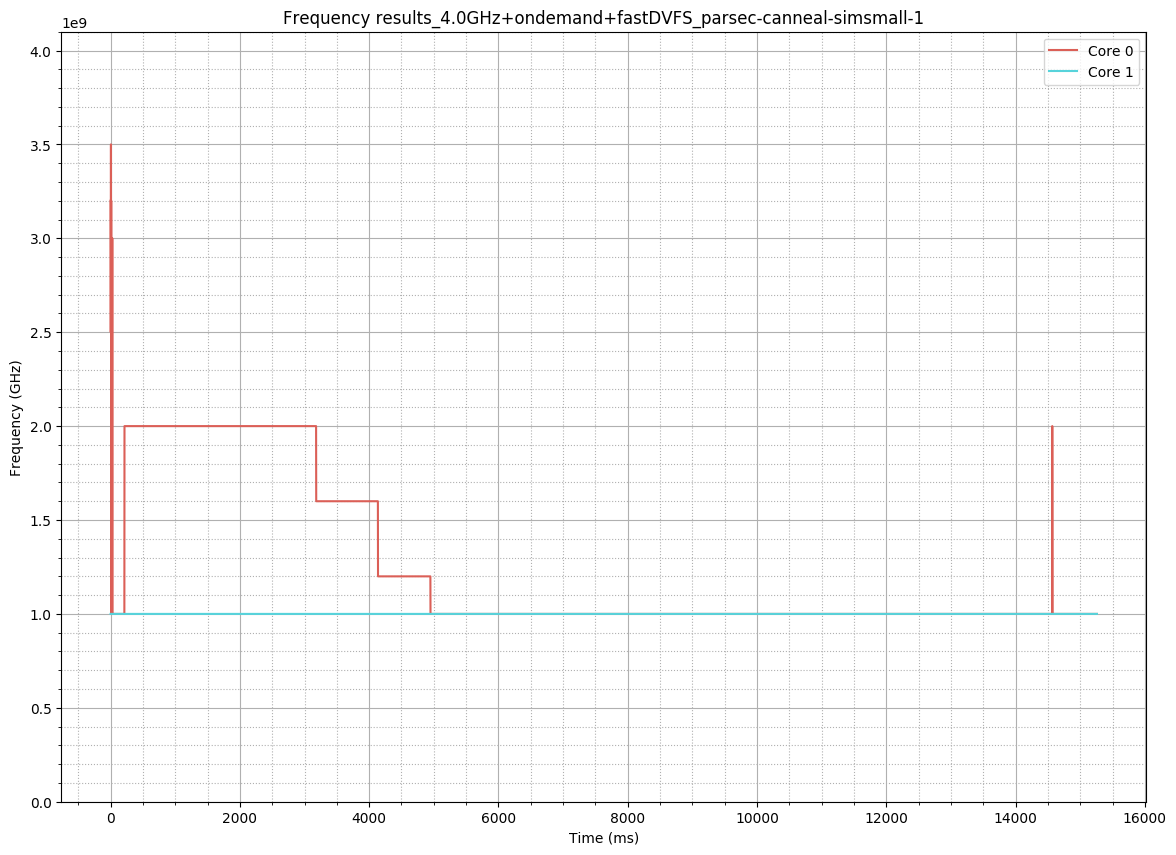 Frequency results_4.0GHz+ondemand+fastDVFS_parsec-canneal-simsmall-1
1e9
Core 0
Core 1
4.0
3.5
3.0
2.5
2.0
1.5
1.0
0.5
0.0
Frequency (GHz)
0 2000 4000 6000 8000 10000 12000 14000 16000
Time (ms)